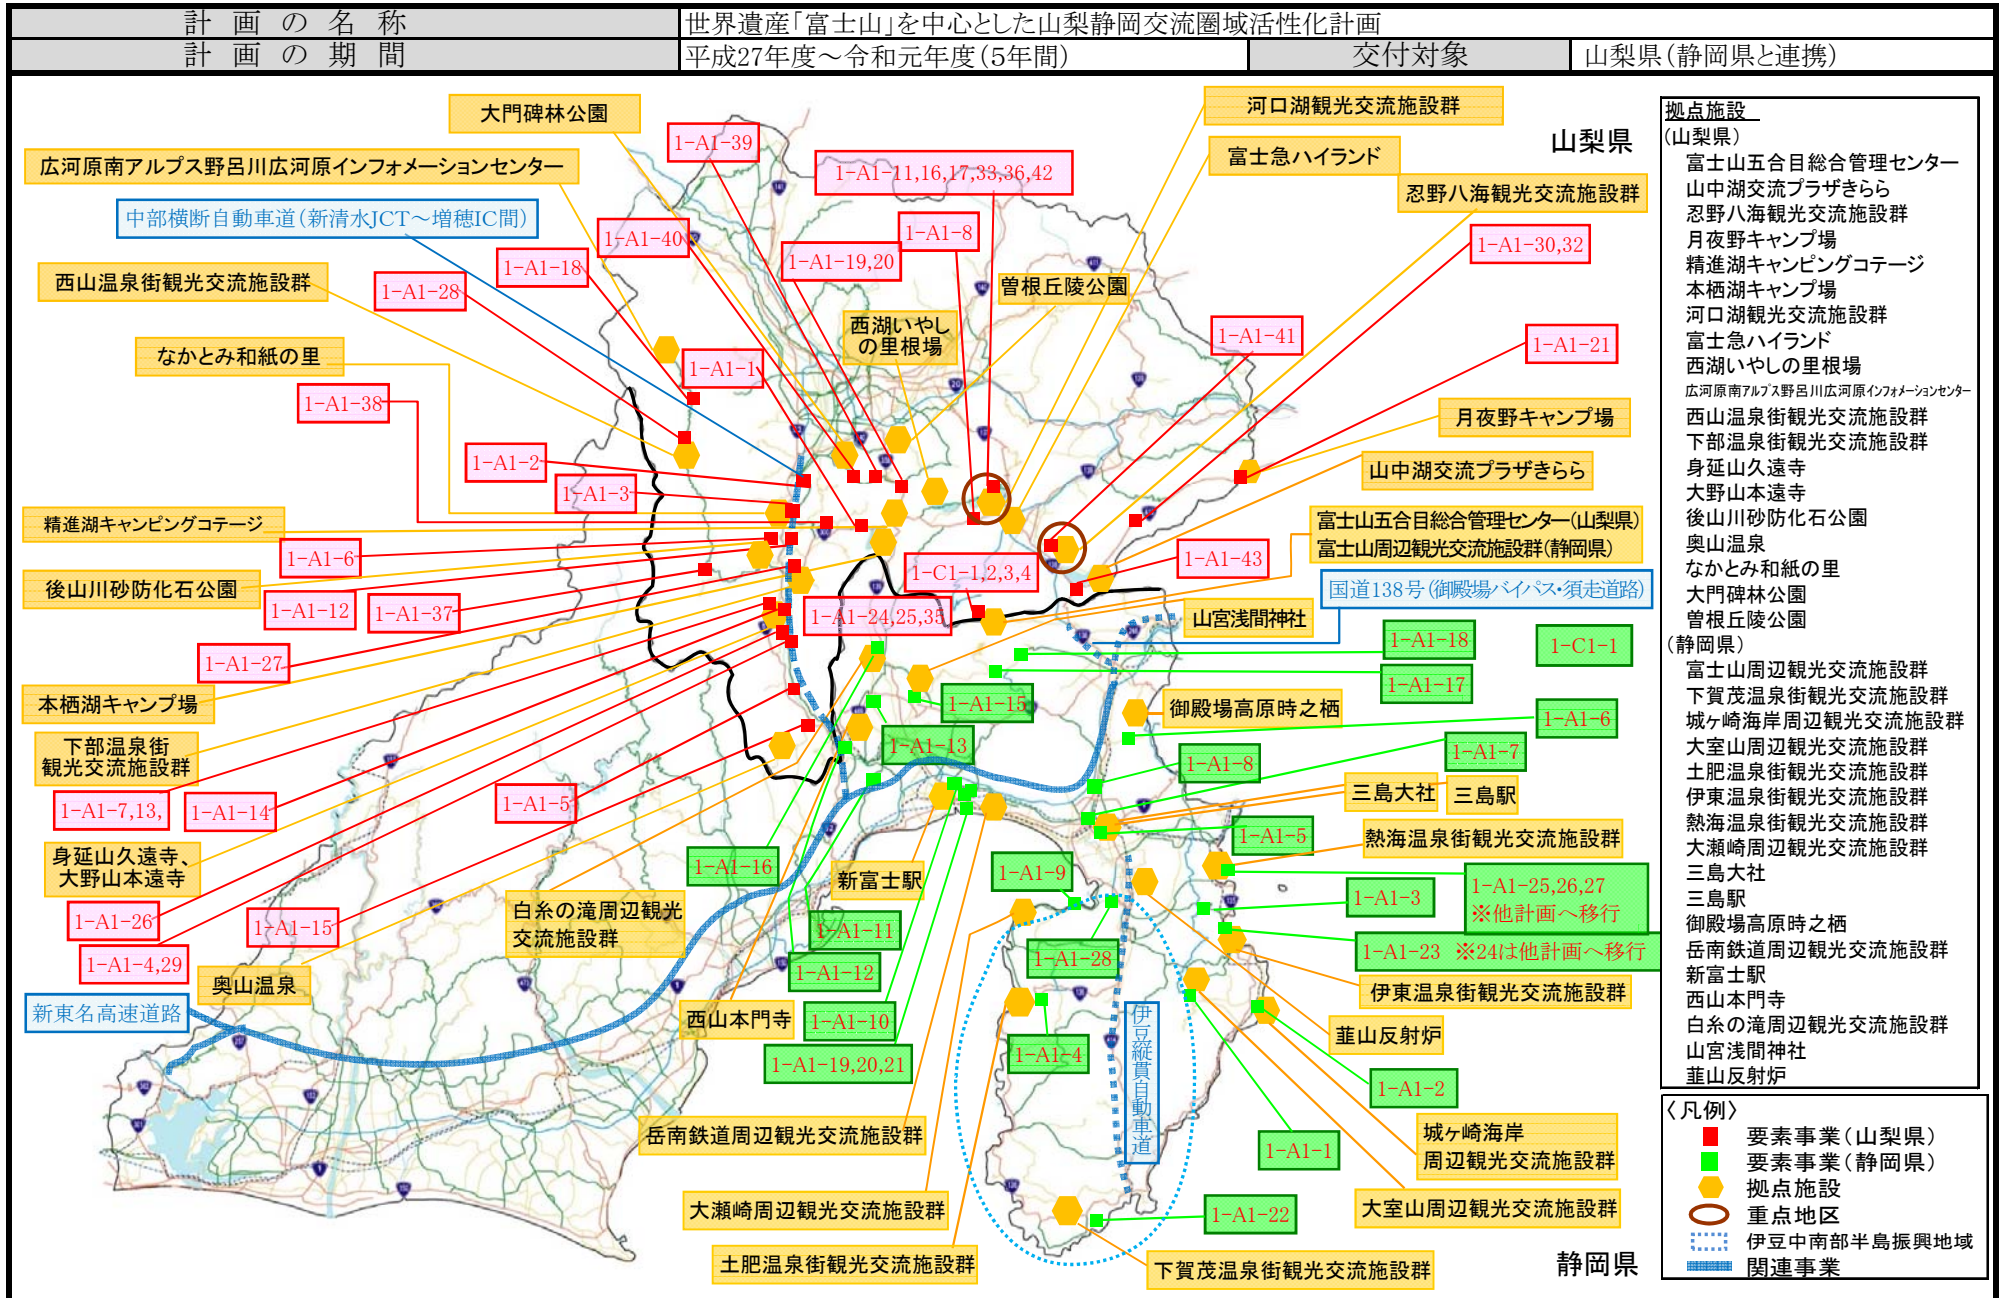 計画の名称
世界遺産「富士山」を中心とした山梨静岡交流圏域活性化計画
計画の期間
平成27年度～令和元年度(5年間)
交付対象
山梨県(静岡県と連携)
大門碑林公園
河口湖観光交流施設群
山梨県
1-A1-39
広河原南アルプス野呂川広河原インフォメーションセンター
1-A1-11,16,17,33,36,42
富士急ハイランド
忍野八海観光交流施設群
中部横断自動車道(新清水JCT～増穂IC間)
1-A1-40
1-A1-8
1-A1-30,32
1-A1-18
1-A1-19,20
西山温泉街観光交流施設群
1-A1-28
曽根丘陵公園
西湖いやし
の里根場
1-A1-41
1-A1-21
なかとみ和紙の里
1-A1-1
1-A1-38
月夜野キャンプ場
1-A1-2
山中湖交流プラザきらら
1-A1-3
精進湖キャンピングコテージ
富士山五合目総合管理センター(山梨県)
富士山周辺観光交流施設群(静岡県)
1-A1-6
1-A1-43
後山川砂防化石公園
1-C1-1,2,3,4
国道138号(御殿場バイパス・須走道路)
1-A1-12
1-A1-37
1-A1-24,25,35
山宮浅間神社
1-A1-18
1-C1-1
1-A1-27
1-A1-17
本栖湖キャンプ場
1-A1-15
御殿場高原時之栖
1-A1-6
下部温泉街
観光交流施設群
1-A1-13
1-A1-7
1-A1-8
1-A1-7,13,
1-A1-14
1-A1-5
三島大社
三島駅
1-A1-5
熱海温泉街観光交流施設群
身延山久遠寺、
大野山本遠寺
1-A1-16
新富士駅
1-A1-9
1-A1-25,26,27
※他計画へ移行
1-A1-3
1-A1-26
1-A1-15
白糸の滝周辺観光
交流施設群
1-A1-11
1-A1-23 ※24は他計画へ移行
1-A1-4,29
1-A1-12
1-A1-28
奥山温泉
伊東温泉街観光交流施設群
新東名高速道路
西山本門寺
1-A1-10
韮山反射炉
1-A1-19,20,21
1-A1-4
伊豆縦貫自動車道
1-A1-2
岳南鉄道周辺観光交流施設群
1-A1-1
城ヶ崎海岸
周辺観光交流施設群
大瀬崎周辺観光交流施設群
1-A1-22
大室山周辺観光交流施設群
土肥温泉街観光交流施設群
下賀茂温泉街観光交流施設群
静岡県
拠点施設
(山梨県)
富士山五合目総合管理センター
山中湖交流プラザきらら
忍野八海観光交流施設群
月夜野キャンプ場
精進湖キャンピングコテージ
本栖湖キャンプ場
河口湖観光交流施設群
富士急ハイランド
西湖いやしの里根場
広河原南アルプス野呂川広河原インフォメーションセンター
西山温泉街観光交流施設群
下部温泉街観光交流施設群
身延山久遠寺
大野山本遠寺
後山川砂防化石公園
奥山温泉
なかとみ和紙の里
大門碑林公園
曽根丘陵公園
(静岡県)
富士山周辺観光交流施設群
下賀茂温泉街観光交流施設群
城ヶ崎海岸周辺観光交流施設群
大室山周辺観光交流施設群
土肥温泉街観光交流施設群
伊東温泉街観光交流施設群
熱海温泉街観光交流施設群
大瀬崎周辺観光交流施設群
三島大社
三島駅
御殿場高原時之栖
岳南鉄道周辺観光交流施設群
新富士駅
西山本門寺
白糸の滝周辺観光交流施設群
山宮浅間神社
韮山反射炉
〈凡例〉
要素事業(山梨県)
要素事業(静岡県)
拠点施設
重点地区
伊豆中南部半島振興地域
関連事業